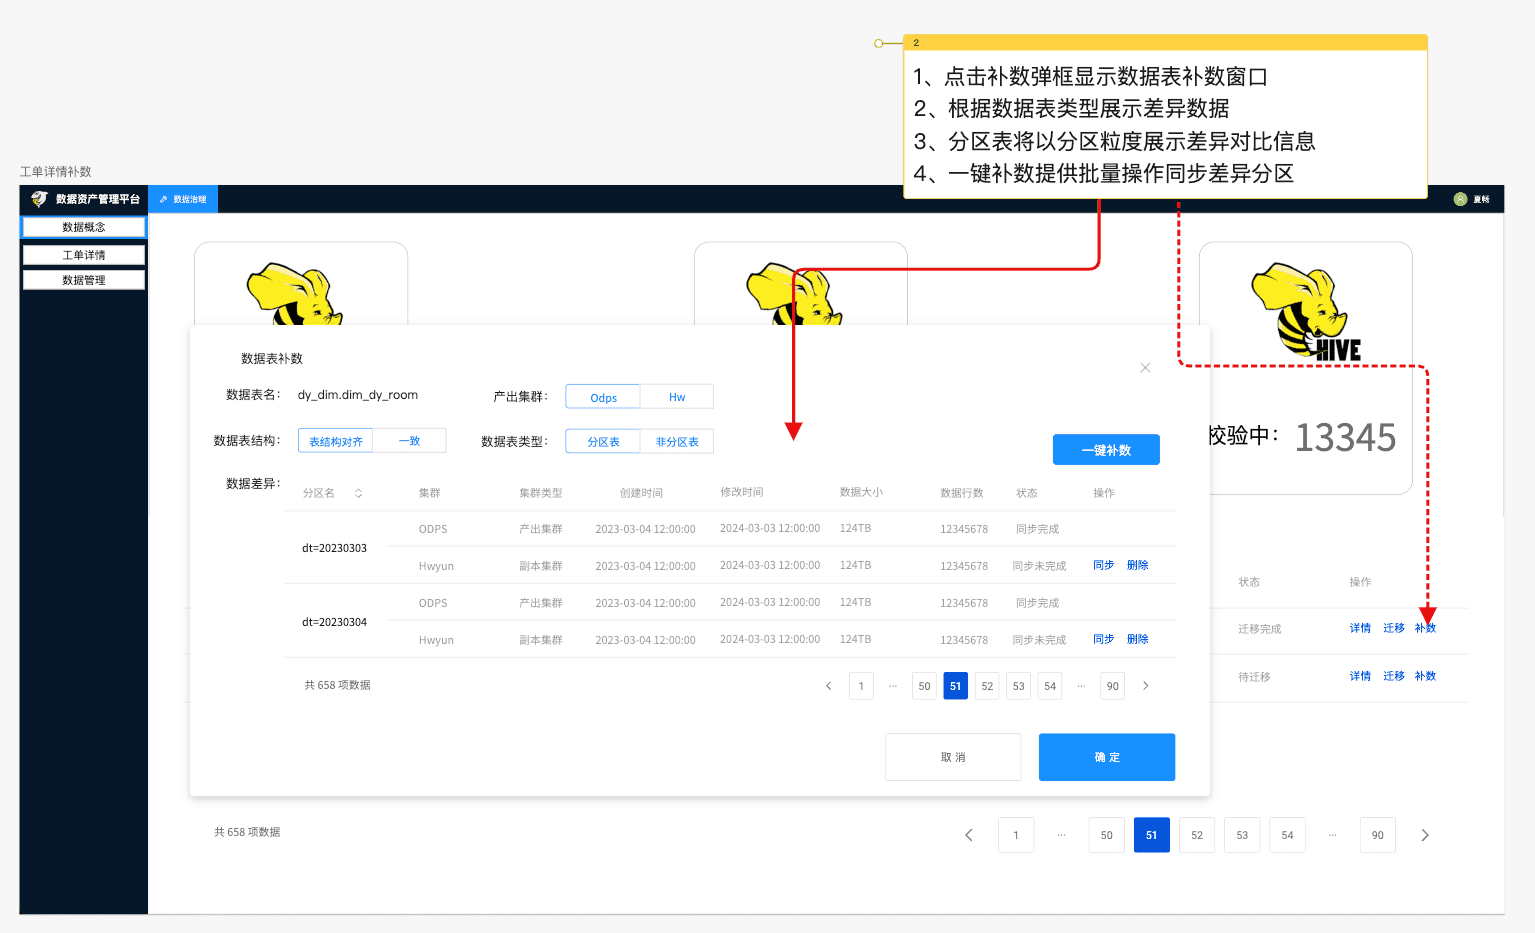 2
1、点击补数弹框显示数据表补数窗口
2、根据数据表类型展示差异数据
3、分区表将以分区粒度展示差异对比信息
4、一键补数提供批量操作同步差异分区
工单详情补数
数据资产管理平台 数据治理 夏畅
数据概念
工单详情
数据管理
HIVE
数据表补数
数据表名： dy_dim.dim_dy_room 产出集群： Odps Hw
数据表结构： 表结构对齐 一致 数据表类型： 分区表 非分区表
校验中： 13345
一键补数
数据差异：
分区名 集群 集群类型 创建时间 修改时间 数据大小 数据行数 状态 操作
ODPS 产出集群 2023-03-04 12:00:00 2024-03-03 12:00:00 124TB 12345678 同步完成
dt=20230303
Hwyun 副本集群 2023-03-04 12:00:00 2024-03-03 12:00:00 124TB 12345678 同步未完成 同步 删除
ODPS 产出集群 2023-03-04 12:00:00 2024-03-03 12:00:00 124TB 12345678 同步完成
dt=20230304
Hwyun 副本集群 2023-03-04 12:00:00 2024-03-03 12:00:00 124TB 12345678 同步未完成 同步 删除
共 658 项数据 1 ··· 50 51 52 53 54 ··· 90
取 消 确 定
状态 操作
迁移完成 详情 迁移 补数
待迁移 详情 迁移 补数
共 658 项数据 1 ··· 50 51 52 53 54 ··· 90